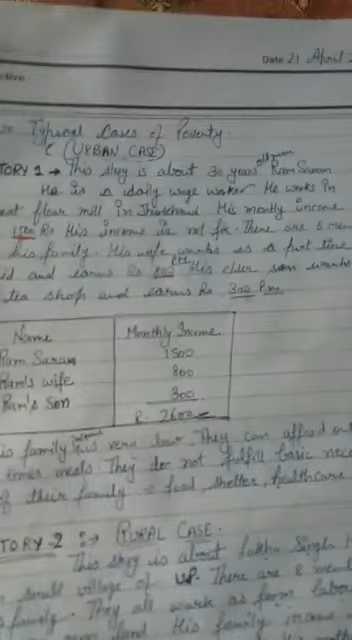 Date 21 April
Typical Cases of Poverty.
(URBAN CASE)
TORY 1 → This story is about 30 years old man Ram Saran
He is a daily wage worker He works in
flour mill in Jharkhand His montly income
1500 Rs His income is not fix. There are 6 mem
his family. His wife works as a part time
and earns Rs 800 His elder son works
tea shop and earns Rs 300
Name Monthly Income
Ram Saran 1500
Ram's wife 800
Ram's Son 300
R. 2600
is family is very low. They can afford
times meals They do not fulfill basic nece
of their family = food, shelter, healthcare
TORY-2 :→ RURAL CASE.
This story is about Lakha Singh
small village of UP. There are 8 mem
family. They all work as farm labou
land. His family income